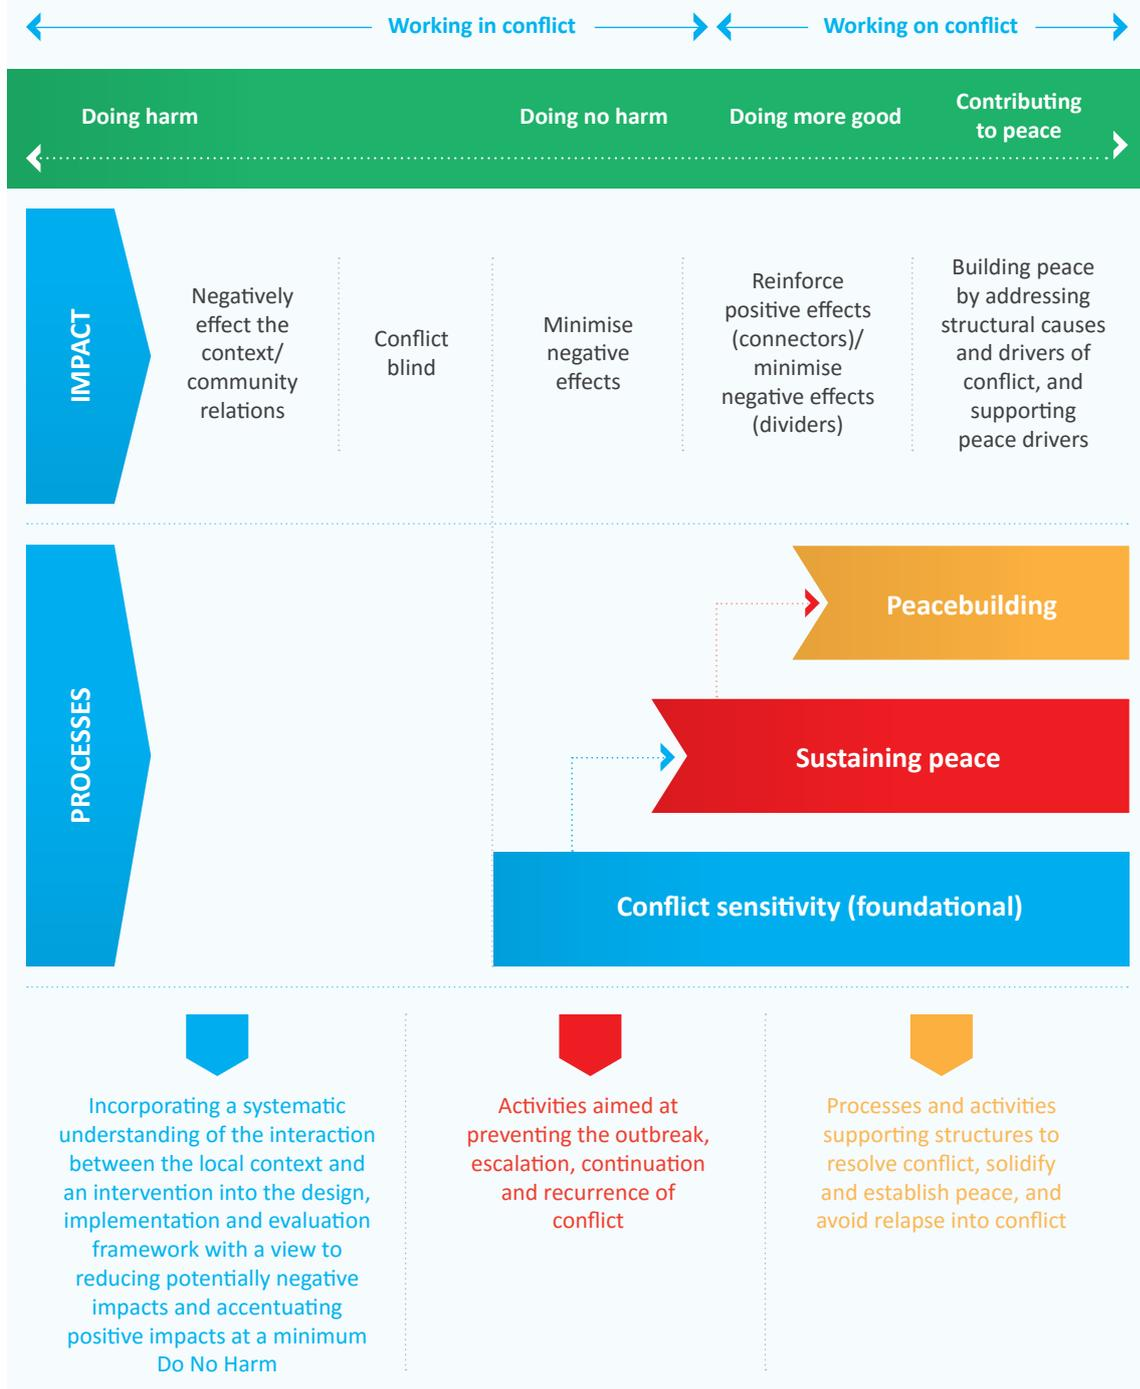 Working in conflict
Working on conflict
Doing harm
Doing no harm
Doing more good
Contributing
to peace
IMPACT
Negatively
effect the
context/
community
relations
Conflict
blind
Minimise
negative
effects
Reinforce
positive effects
(connectors)/
minimise
negative effects
(dividers)
Building peace
by addressing
structural causes
and drivers of
conflict, and
supporting
peace drivers
PROCESSES
Peacebuilding
Sustaining peace
Conflict sensitivity (foundational)
Incorporating a systematic
understanding of the interaction
between the local context and
an intervention into the design,
implementation and evaluation
framework with a view to
reducing potentially negative
impacts and accentuating
positive impacts at a minimum
Do No Harm
Activities aimed at
preventing the outbreak,
escalation, continuation
and recurrence of
conflict
Processes and activities
supporting structures to
resolve conflict, solidify
and establish peace, and
avoid relapse into conflict